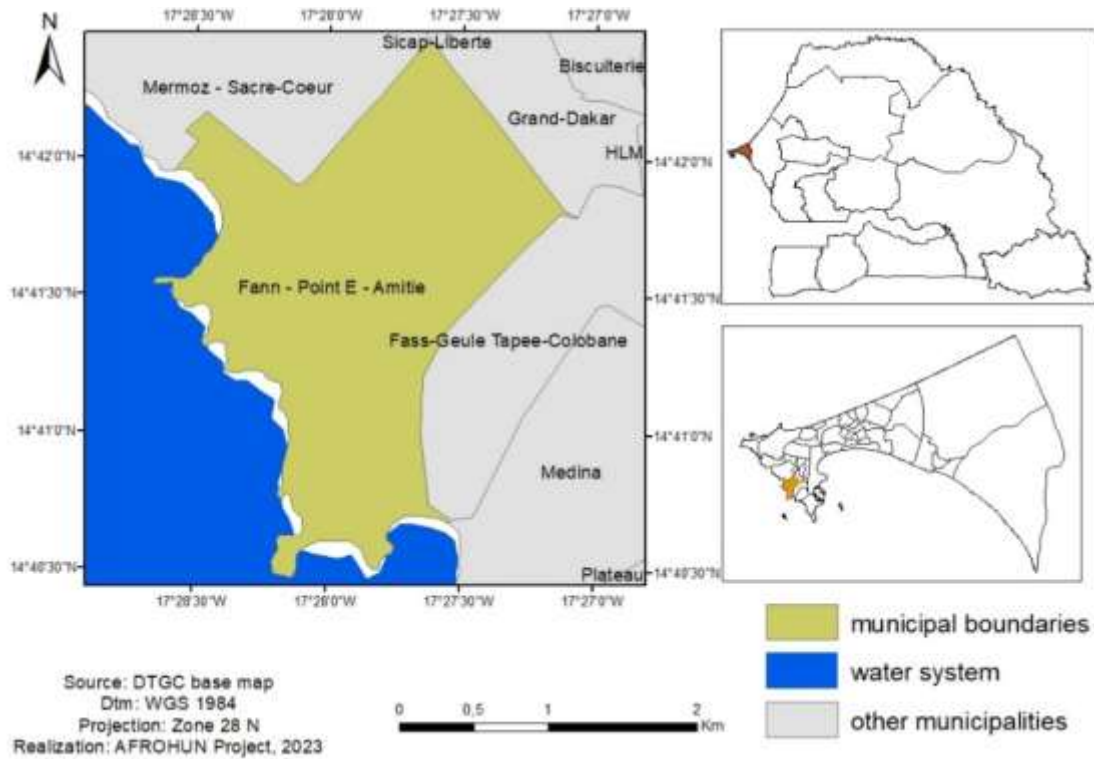 N
17°28'30"W 17°28'0"W 17°27'30"W 17°27'0"W
Sicap-Liberte
Biscuiterie
Mermoz - Sacre-Coeur
Grand-Dakar
HLM
14°42'0"N
14°42'0"N
Fann - Point E - Amitie
14°41'30"N
14°41'30"N
Fass-Geule Tapee-Colobane
14°41'0"N
14°41'0"N
Medina
14°40'30"N
14°40'30"N
Plateau
17°28'30"W 17°28'0"W 17°27'30"W 17°27'0"W
municipal boundaries
water system
other municipalities
Source: DTGC base map
Dtm: WGS 1984
Projection: Zone 28 N
Realization: AFROHUN Project, 2023
0 0,5 1 2
Km